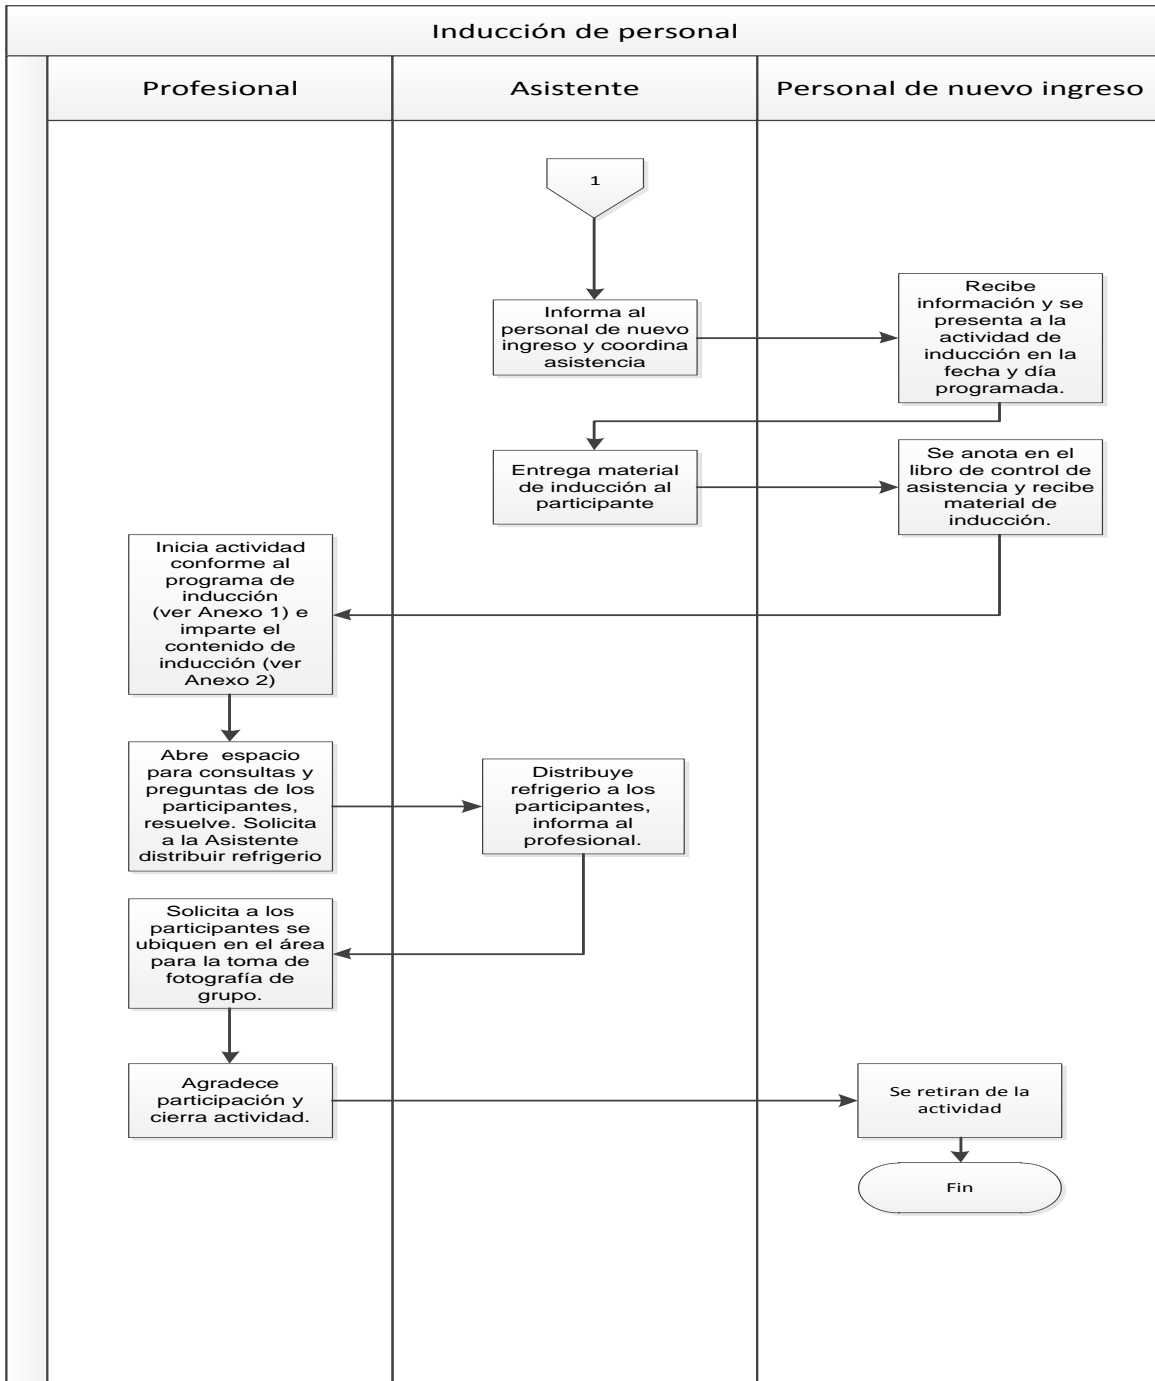 Inducción de personal
Profesional
Asistente
Personal de nuevo ingreso
1
Informa al
personal de nuevo
ingreso y coordina
asistencia
Recibe
información y se
presenta a la
actividad de
inducción en la
fecha y día
programada.
Entrega material
de inducción al
participante
Se anota en el
libro de control de
asistencia y recibe
material de
inducción.
Inicia actividad
conforme al
programa de
inducción
(ver Anexo 1) e
imparte el
contenido de
inducción (ver
Anexo 2)
Abre espacio
para consultas y
preguntas de los
participantes,
resuelve. Solicita
a la Asistente
distribuir refrigerio
Distribuye
refrigerio a los
participantes,
informa al
profesional.
Solicita a los
participantes se
ubiquen en el área
para la toma de
fotografía de
grupo.
Agradece
participación y
cierra actividad.
Se retiran de la
actividad
Fin